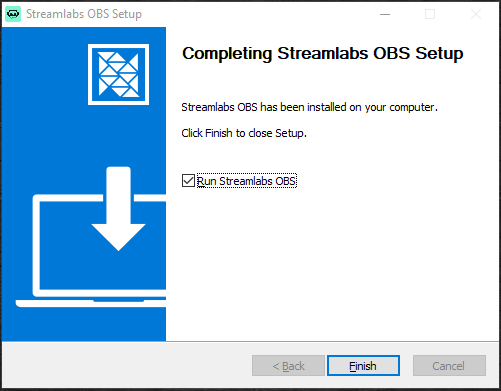 Streamlabs OBS Setup
Completing Streamlabs OBS Setup
Streamlabs OBS has been installed on your computer.
Click Finish to close Setup.
Run Streamlabs OBS
< Back
Finish
Cancel